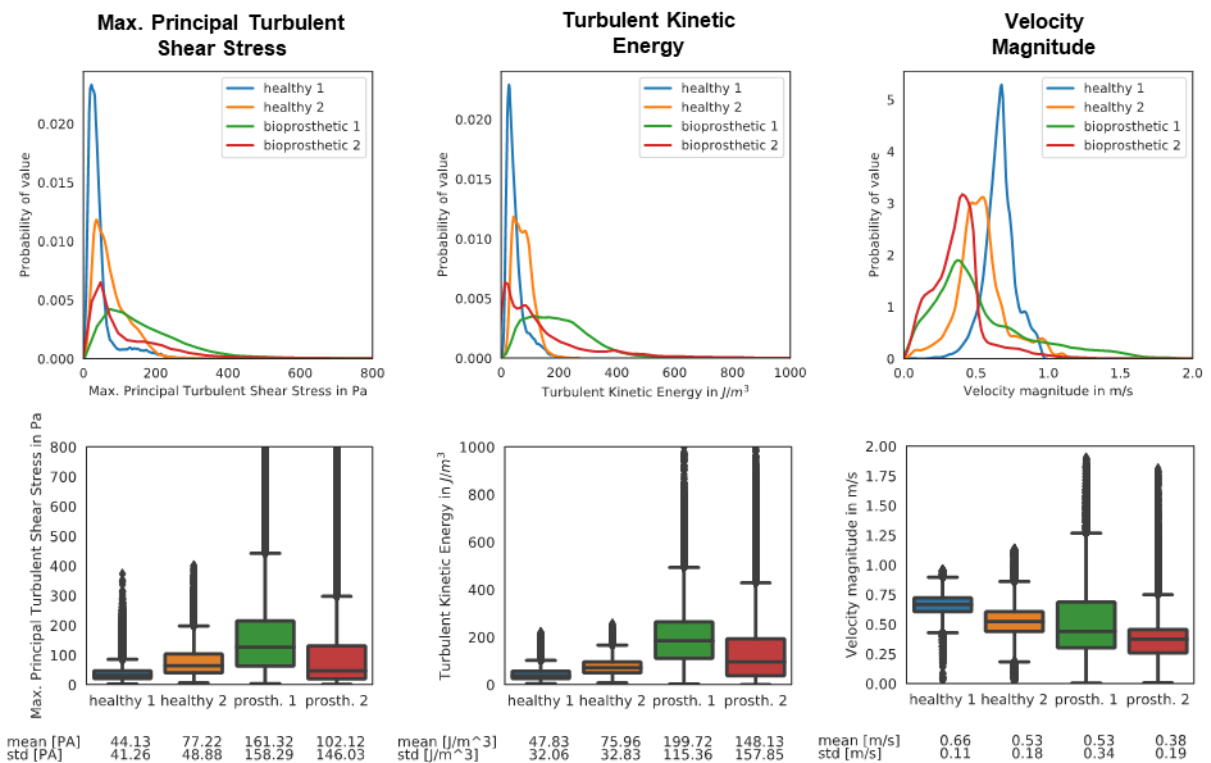 Max. Principal Turbulent
Shear Stress
Turbulent Kinetic
Energy
Velocity
Magnitude
Probability of value
0.020
0.015
0.010
0.005
0.000
healthy 1
healthy 2
bioprosthetic 1
bioprosthetic 2
0 200 400 600 800
Max. Principal Turbulent Shear Stress in Pa
Probability of value
0.020
0.015
0.010
0.005
0.000
healthy 1
healthy 2
bioprosthetic 1
bioprosthetic 2
0 200 400 600 800 1000
Turbulent Kinetic Energy in J/m³
Probability of value
5
4
3
2
1
0
healthy 1
healthy 2
bioprosthetic 1
bioprosthetic 2
0.0 0.5 1.0 1.5 2.0
Velocity magnitude in m/s
Max. Principal Turbulent Shear Stress in Pa
800
700
600
500
400
300
200
100
0
healthy 1 healthy 2 prosth. 1 prosth. 2
mean [PA] 44.13 77.22 161.32 102.12
std [PA] 41.26 48.88 158.29 146.03
Turbulent Kinetic Energy in J/m³
1000
800
600
400
200
0
healthy 1 healthy 2 prosth. 1 prosth. 2
mean [J/m^3] 47.83 75.96 199.72 148.13
std [J/m^3] 32.06 32.83 115.36 157.85
Velocity magnitude in m/s
2.00
1.75
1.50
1.25
1.00
0.75
0.50
0.25
0.00
healthy 1 healthy 2 prosth. 1 prosth. 2
mean [m/s] 0.66 0.53 0.53 0.38
std [m/s] 0.11 0.18 0.34 0.19